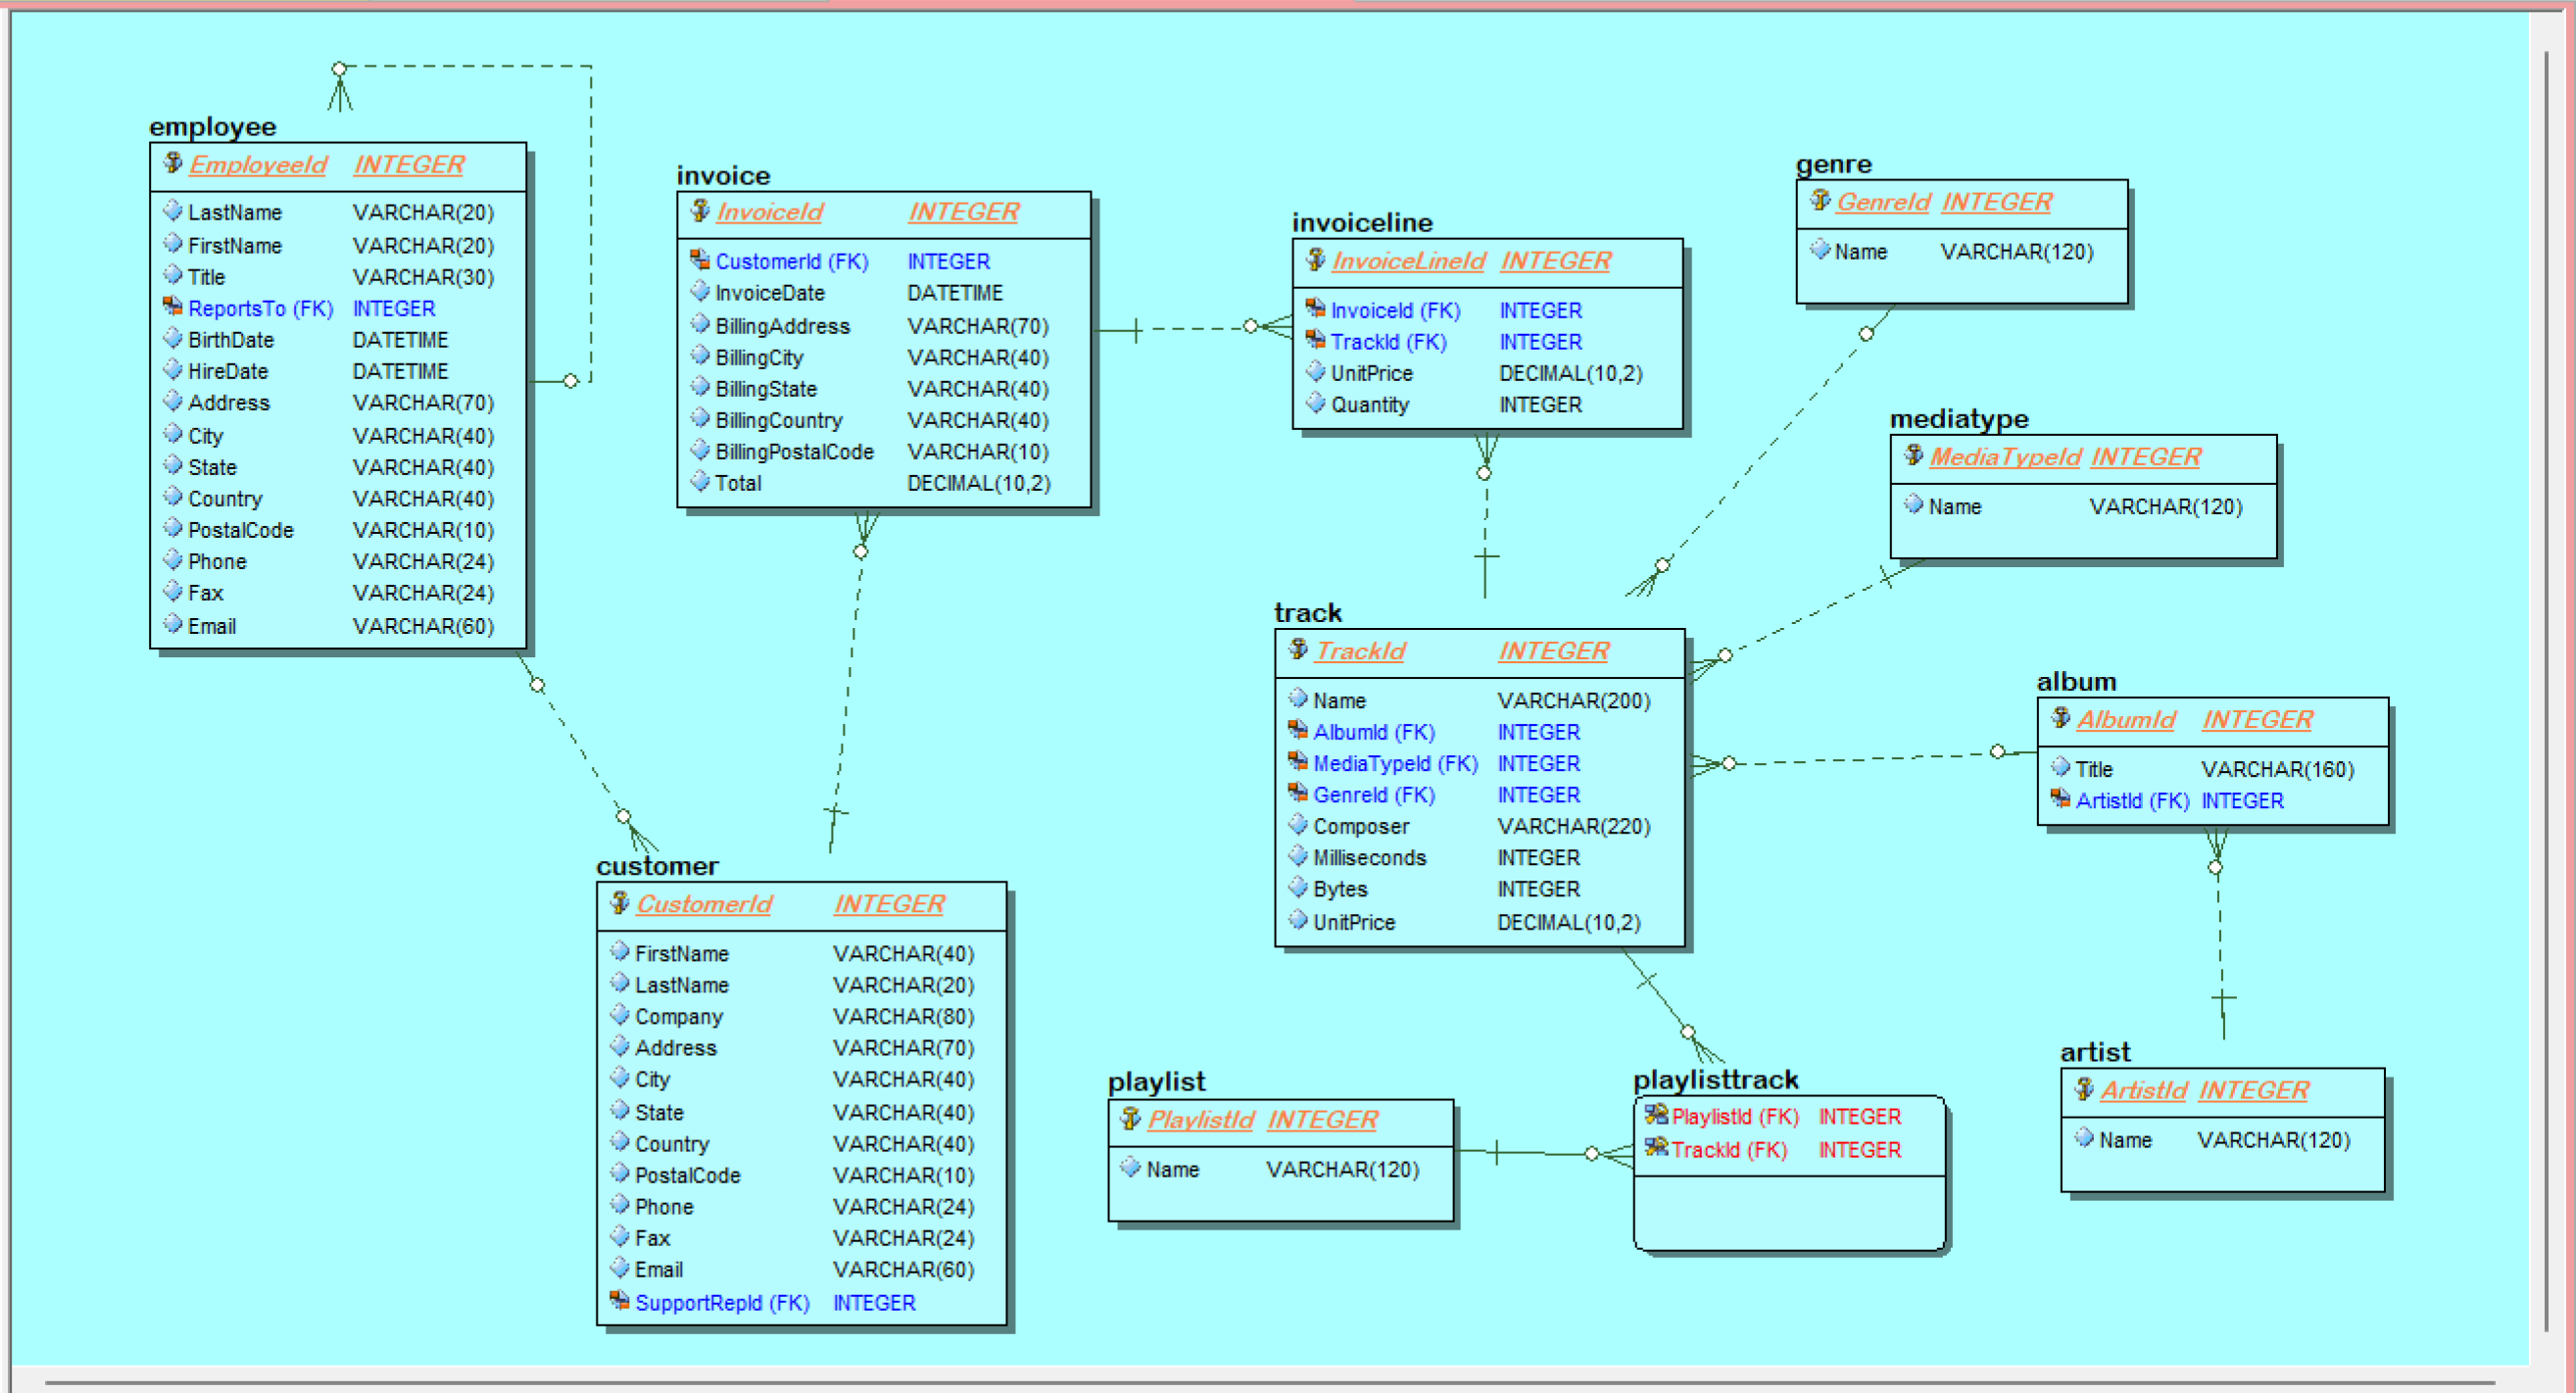 employee
EmployeeId INTEGER
LastName VARCHAR(20)
FirstName VARCHAR(20)
Title VARCHAR(30)
ReportsTo (FK) INTEGER
BirthDate DATETIME
HireDate DATETIME
Address VARCHAR(70)
City VARCHAR(40)
State VARCHAR(40)
Country VARCHAR(40)
PostalCode VARCHAR(10)
Phone VARCHAR(24)
Fax VARCHAR(24)
Email VARCHAR(60)
invoice
InvoiceId INTEGER
CustomerId (FK) INTEGER
InvoiceDate DATETIME
BillingAddress VARCHAR(70)
BillingCity VARCHAR(40)
BillingState VARCHAR(40)
BillingCountry VARCHAR(40)
BillingPostalCode VARCHAR(10)
Total DECIMAL(10,2)
invoiceline
InvoiceLineId INTEGER
InvoiceId (FK) INTEGER
TrackId (FK) INTEGER
UnitPrice DECIMAL(10,2)
Quantity INTEGER
genre
GenreId INTEGER
Name VARCHAR(120)
mediatype
MediaTypeId INTEGER
Name VARCHAR(120)
track
TrackId INTEGER
Name VARCHAR(200)
AlbumId (FK) INTEGER
MediaTypeId (FK) INTEGER
GenreId (FK) INTEGER
Composer VARCHAR(220)
Milliseconds INTEGER
Bytes INTEGER
UnitPrice DECIMAL(10,2)
album
AlbumId INTEGER
Title VARCHAR(160)
ArtistId (FK) INTEGER
customer
CustomerId INTEGER
FirstName VARCHAR(40)
LastName VARCHAR(20)
Company VARCHAR(80)
Address VARCHAR(70)
City VARCHAR(40)
State VARCHAR(40)
Country VARCHAR(40)
PostalCode VARCHAR(10)
Phone VARCHAR(24)
Fax VARCHAR(24)
Email VARCHAR(60)
SupportRepId (FK) INTEGER
playlist
PlaylistId INTEGER
Name VARCHAR(120)
playlisttrack
PlaylistId (FK) INTEGER
TrackId (FK) INTEGER
artist
ArtistId INTEGER
Name VARCHAR(120)